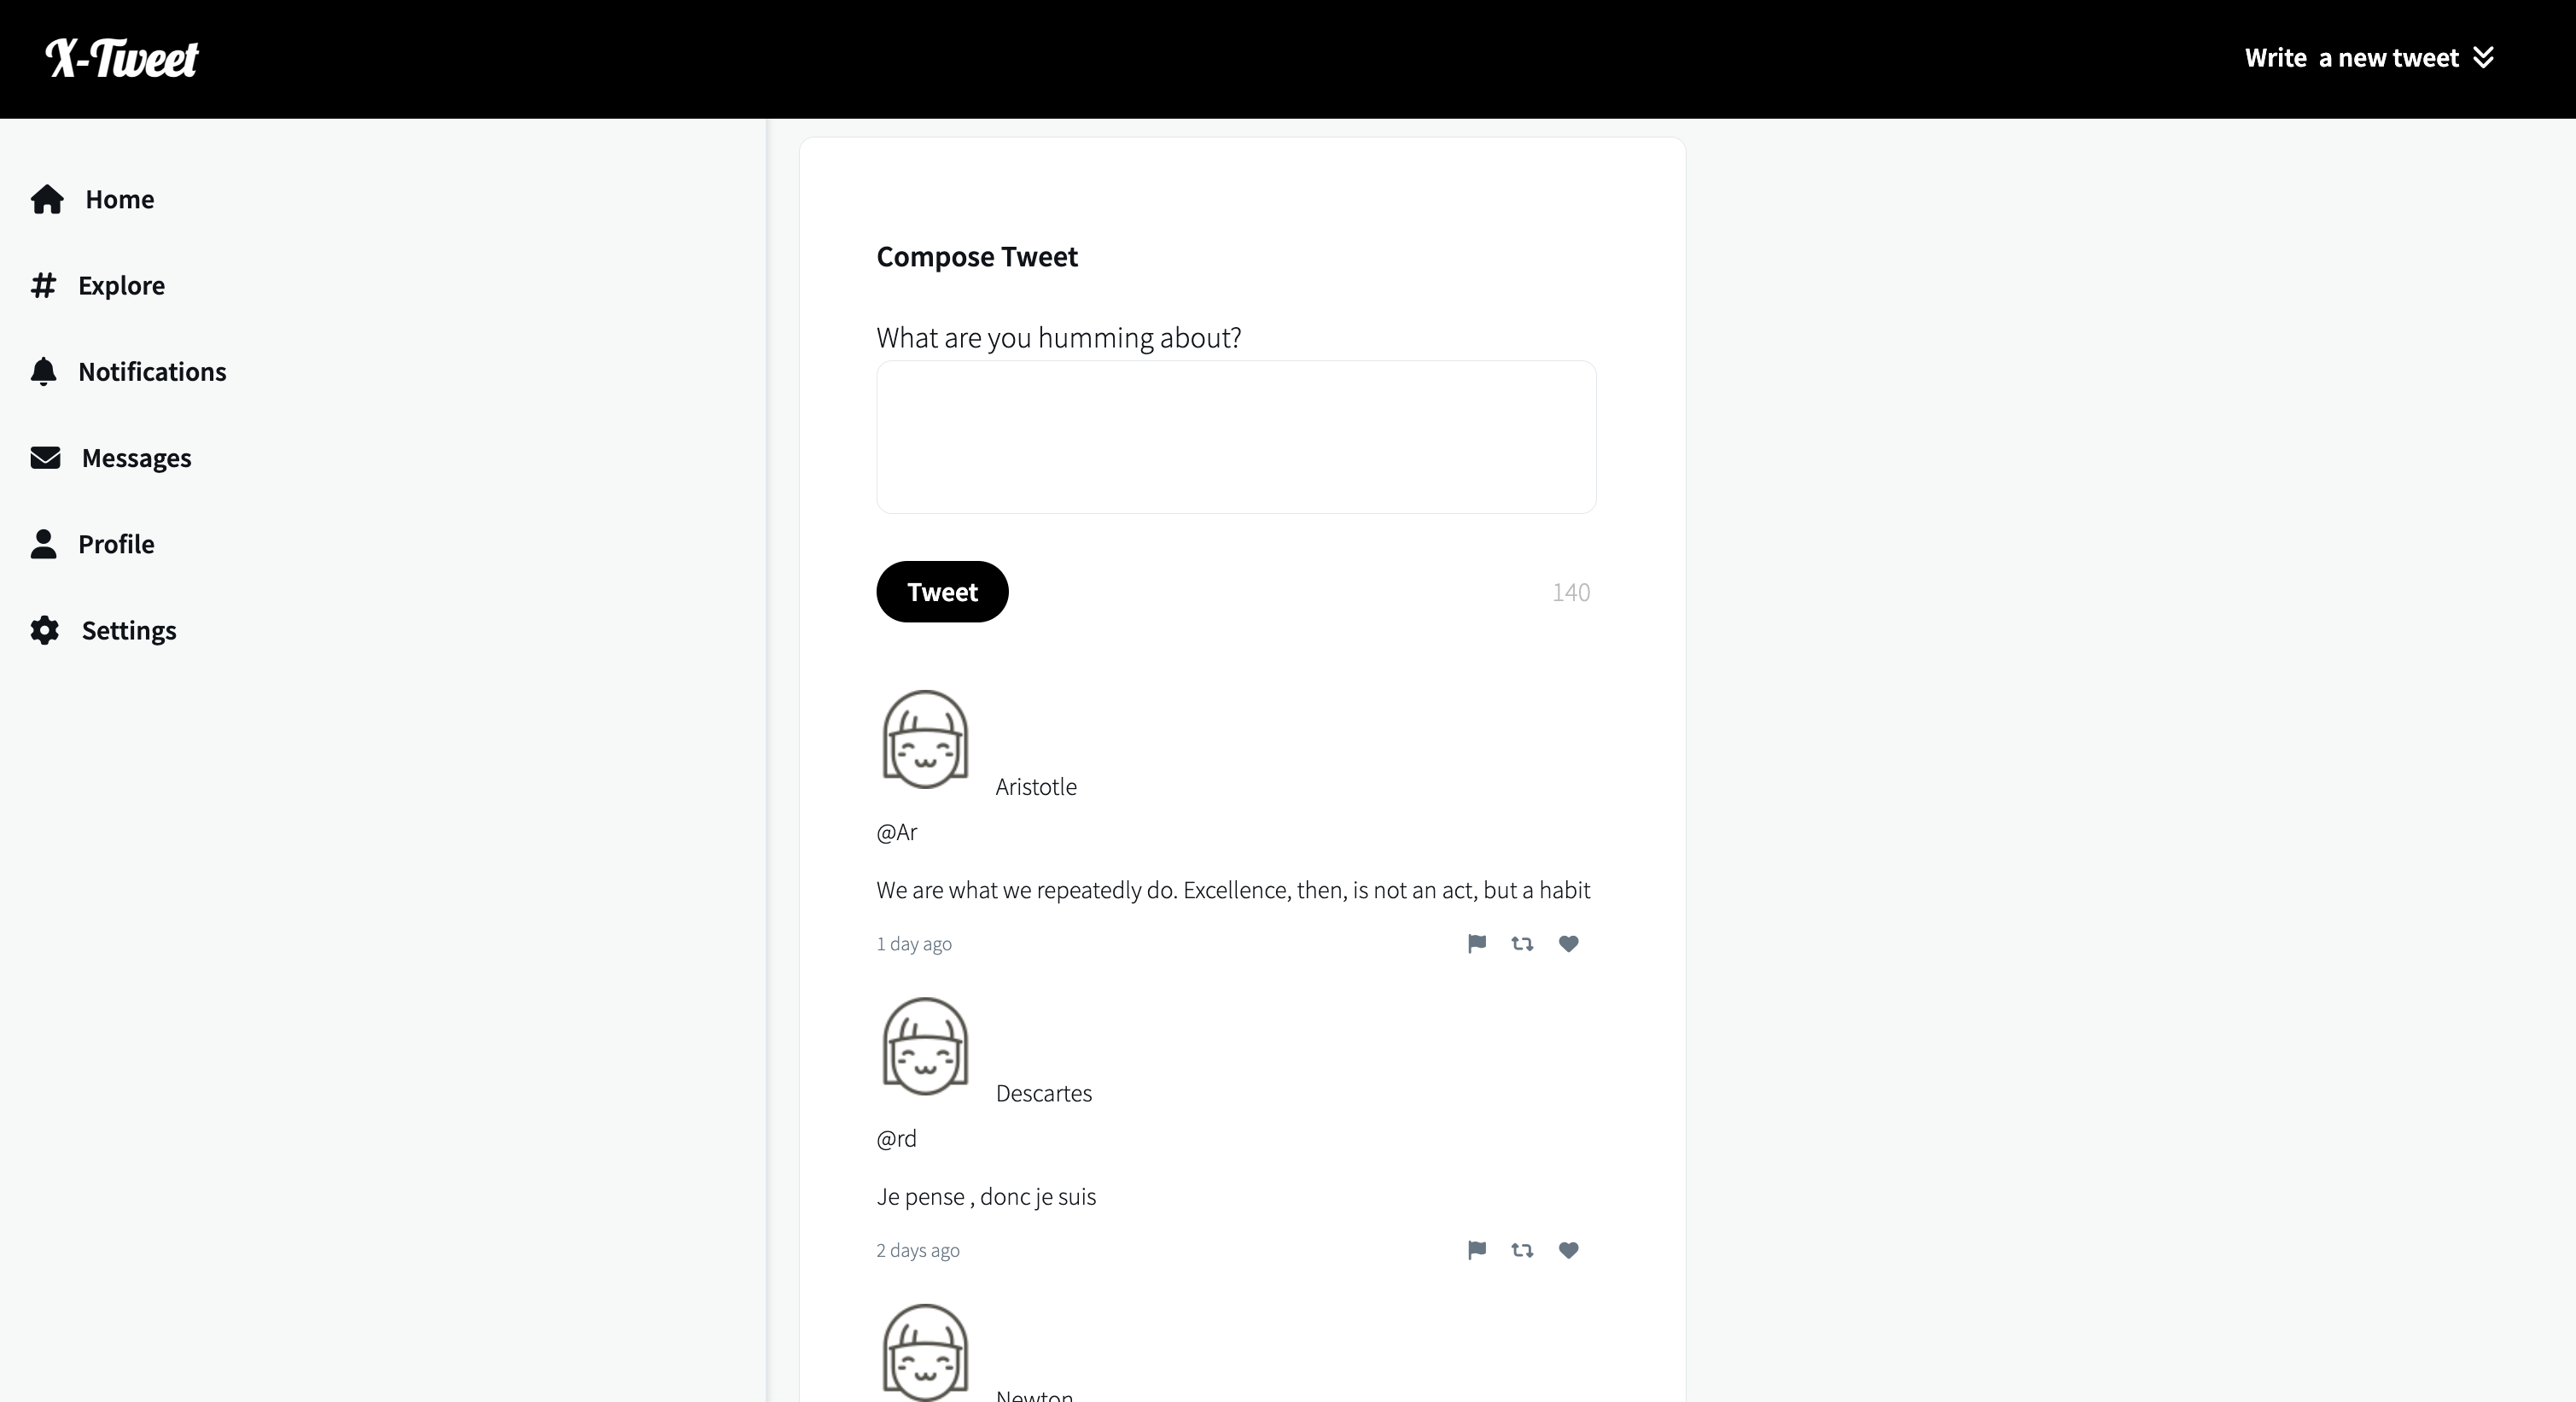 X-Tweet
Write a new tweet
Home
Explore
Notifications
Messages
Profile
Settings
Compose Tweet
What are you humming about?
Tweet
140
Aristotle
@Ar
We are what we repeatedly do. Excellence, then, is not an act, but a habit
1 day ago
Descartes
@rd
Je pense , donc je suis
2 days ago
Newton